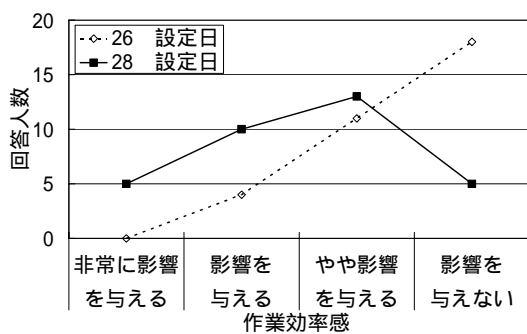 20
15
10
5
0
26 設定日
28 設定日
回答人数
非常に影響
を与える
影響を
与える
やや影響
を与える
影響を
与えない
作業効率感